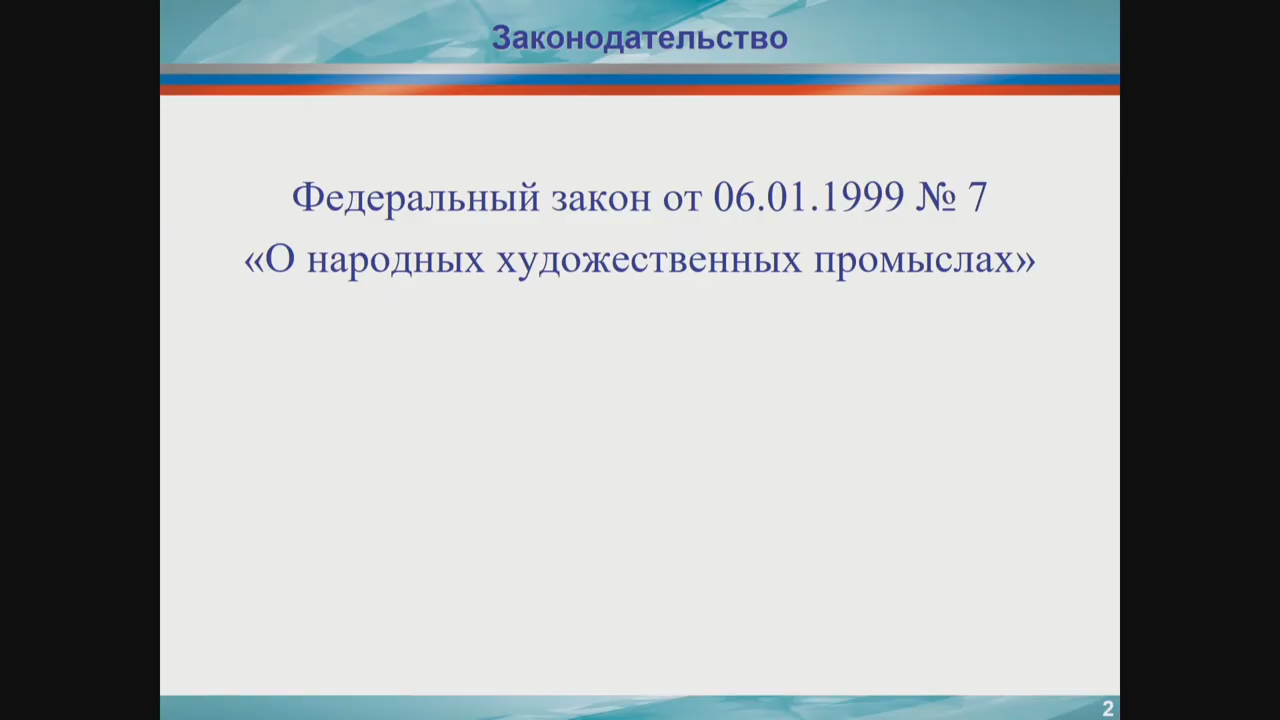 Законодательство
Федеральный закон от 06.01.1999 № 7
«О народных художественных промыслах»
2